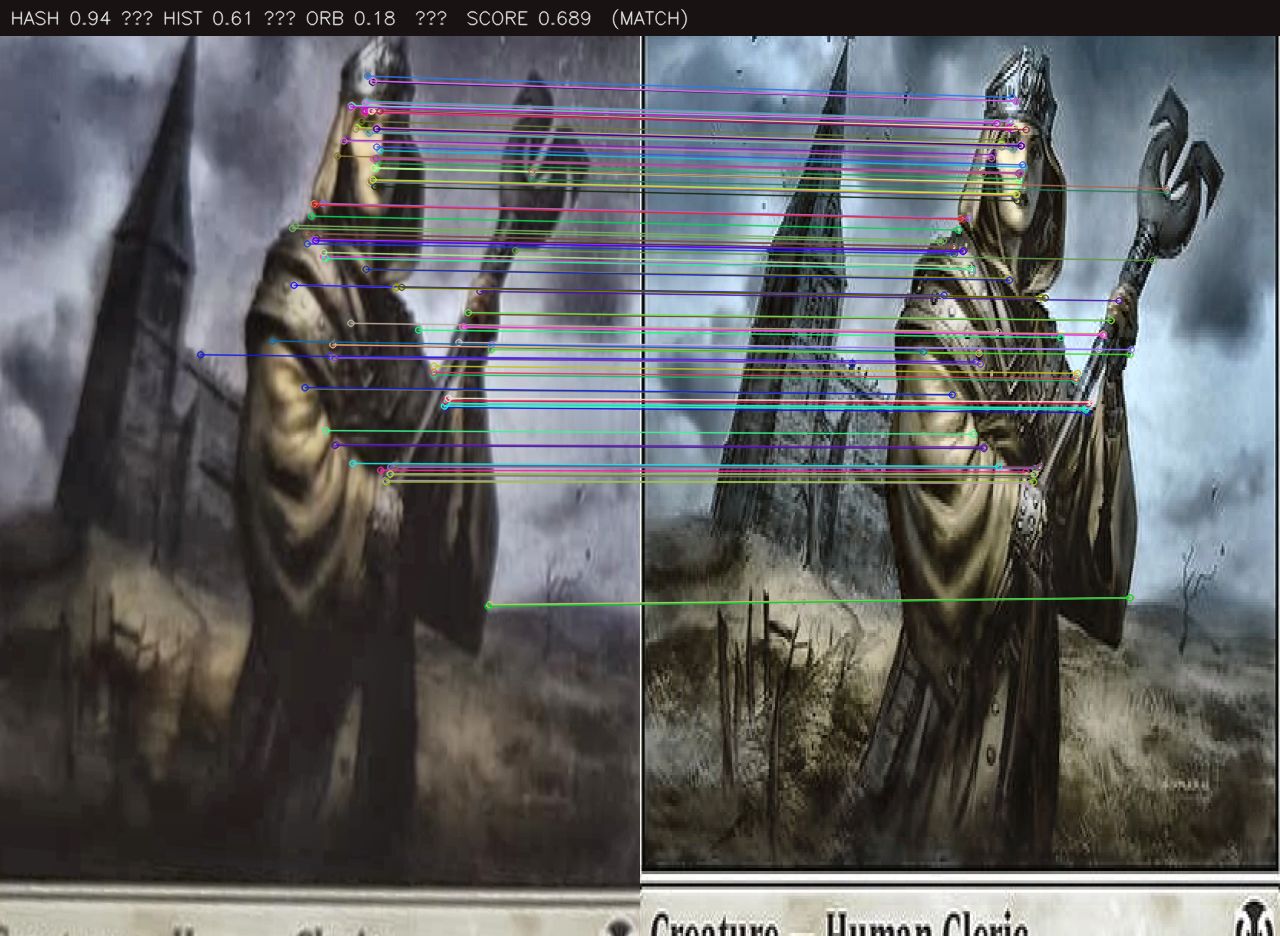 HASH 0.94 ??? HIST 0.61 ??? ORB 0.18 ??? SCORE 0.689 (MATCH)
Creature — Human Cleric